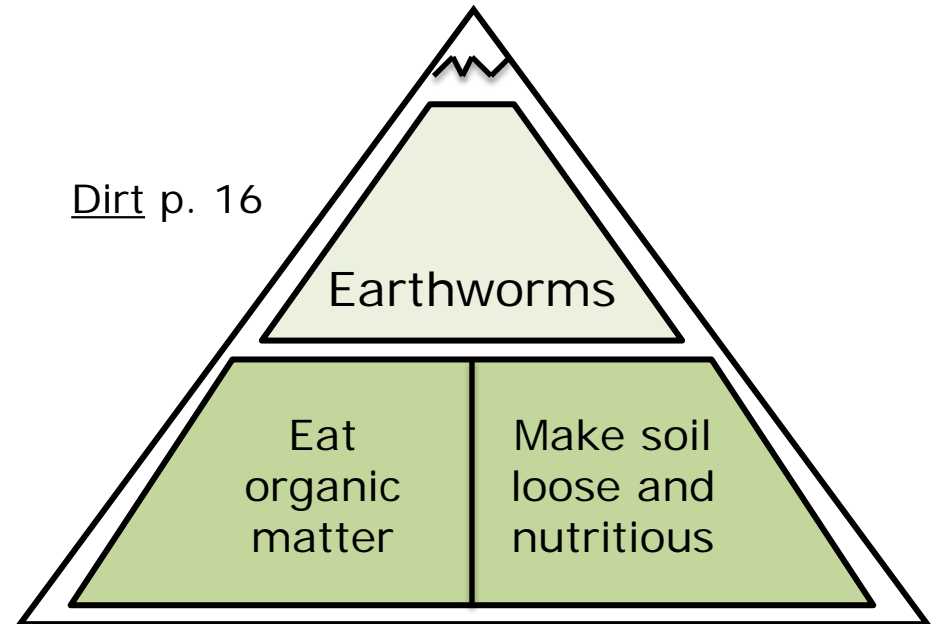 Dirt p. 16
Earthworms
Eat
organic
matter
Make soil
loose and
nutritious